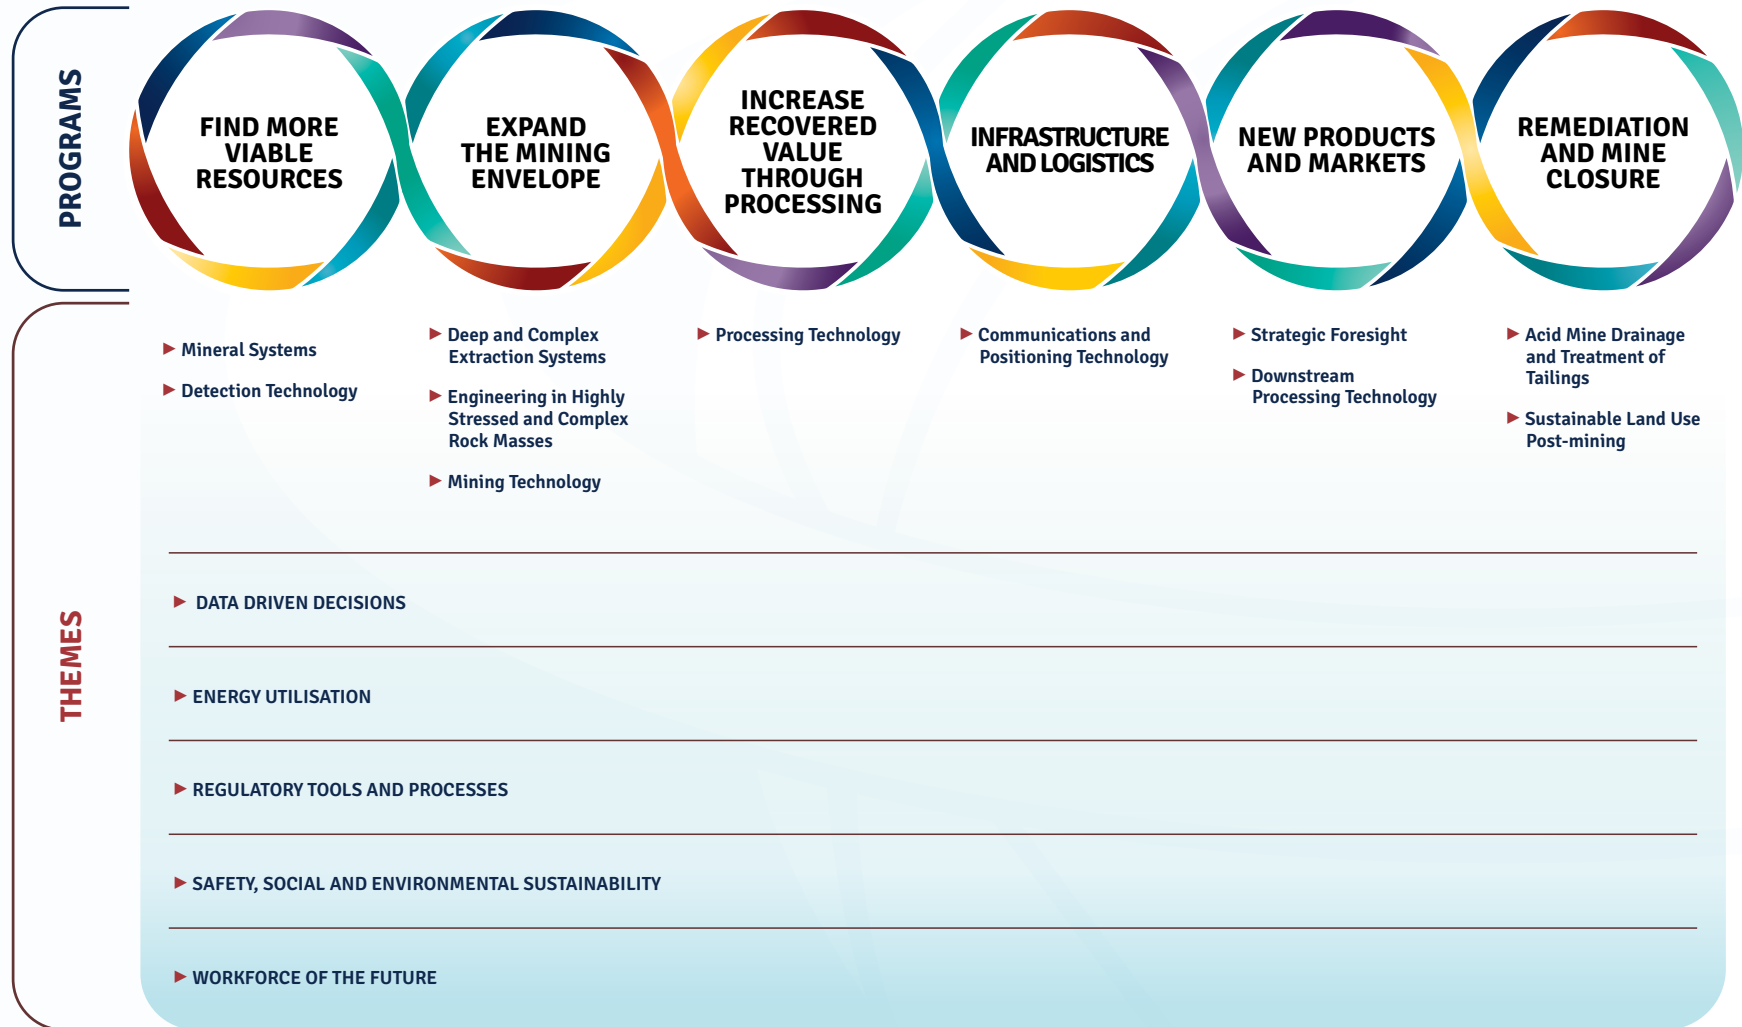 PROGRAMS
FIND MORE
VIABLE
RESOURCES
EXPAND
THE MINING
ENVELOPE
INCREASE
RECOVERED
VALUE
THROUGH
PROCESSING
INFRASTRUCTURE
AND LOGISTICS
NEW PRODUCTS
AND MARKETS
REMEDIATION
AND MINE
CLOSURE
THEMES
Mineral Systems
Detection Technology
Deep and Complex
Extraction Systems
Engineering in Highly
Stressed and Complex
Rock Masses
Mining Technology
Processing Technology
Communications and
Positioning Technology
Strategic Foresight
Downstream
Processing Technology
Acid Mine Drainage
and Treatment of
Tailings
Sustainable Land Use
Post-mining
DATA DRIVEN DECISIONS
ENERGY UTILISATION
REGULATORY TOOLS AND PROCESSES
SAFETY, SOCIAL AND ENVIRONMENTAL SUSTAINABILITY
WORKFORCE OF THE FUTURE